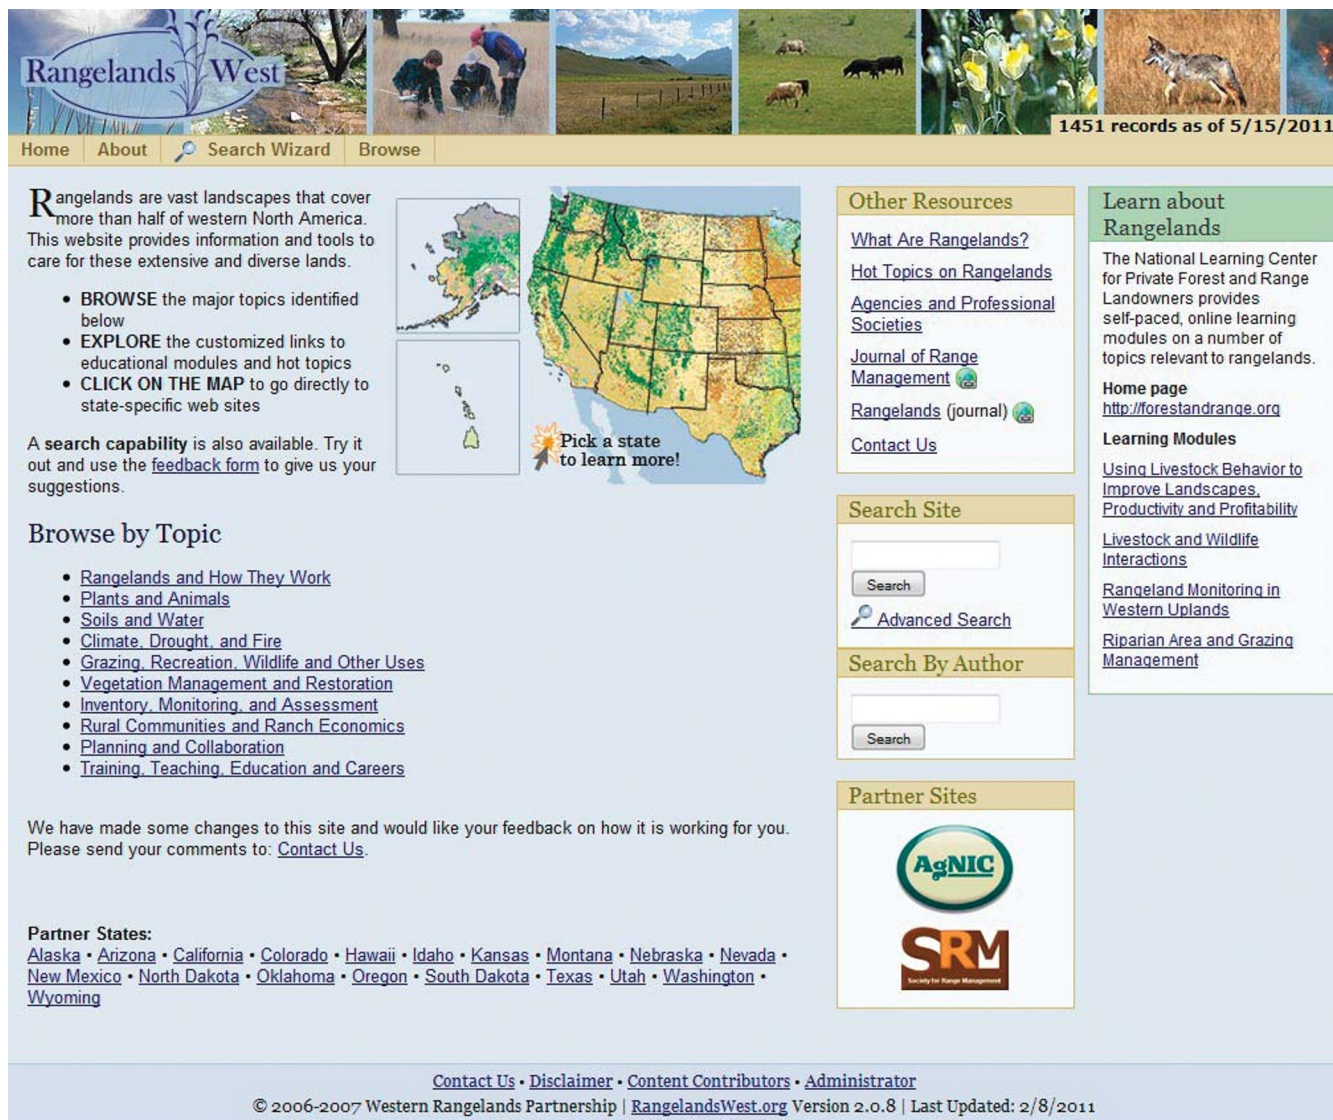 Rangelands West
1451 records as of 5/15/2011
Home About Search Wizard Browse
Rangelands are vast landscapes that cover
more than half of western North America.
This website provides information and tools to
care for these extensive and diverse lands.
• BROWSE the major topics identified
below
• EXPLORE the customized links to
educational modules and hot topics
• CLICK ON THE MAP to go directly to
state-specific web sites
A search capability is also available. Try it
out and use the feedback form to give us your
suggestions.
Pick a state
to learn more!
Browse by Topic
• Rangelands and How They Work
• Plants and Animals
• Soils and Water
• Climate, Drought, and Fire
• Grazing, Recreation, Wildlife and Other Uses
• Vegetation Management and Restoration
• Inventory, Monitoring, and Assessment
• Rural Communities and Ranch Economics
• Planning and Collaboration
• Training, Teaching, Education and Careers
We have made some changes to this site and would like your feedback on how it is working for you.
Please send your comments to: Contact Us.
Partner States:
Alaska • Arizona • California • Colorado • Hawaii • Idaho • Kansas • Montana • Nebraska • Nevada •
New Mexico • North Dakota • Oklahoma • Oregon • South Dakota • Texas • Utah • Washington •
Wyoming
Other Resources
What Are Rangelands?
Hot Topics on Rangelands
Agencies and Professional
Societies
Journal of Range
Management
Rangelands (journal)
Contact Us
Search Site
Search
Advanced Search
Search By Author
Search
Partner Sites
AgNIC
SRM
Society for Range Management
Learn about
Rangelands
The National Learning Center
for Private Forest and Range
Landowners provides
self-paced, online learning
modules on a number of
topics relevant to rangelands.
Home page
http://forestandrange.org
Learning Modules
Using Livestock Behavior to
Improve Landscapes,
Productivity and Profitability
Livestock and Wildlife
Interactions
Rangeland Monitoring in
Western Uplands
Riparian Area and Grazing
Management
Contact Us • Disclaimer • Content Contributors • Administrator
© 2006-2007 Western Rangelands Partnership | RangelandsWest.org Version 2.0.8 | Last Updated: 2/8/2011